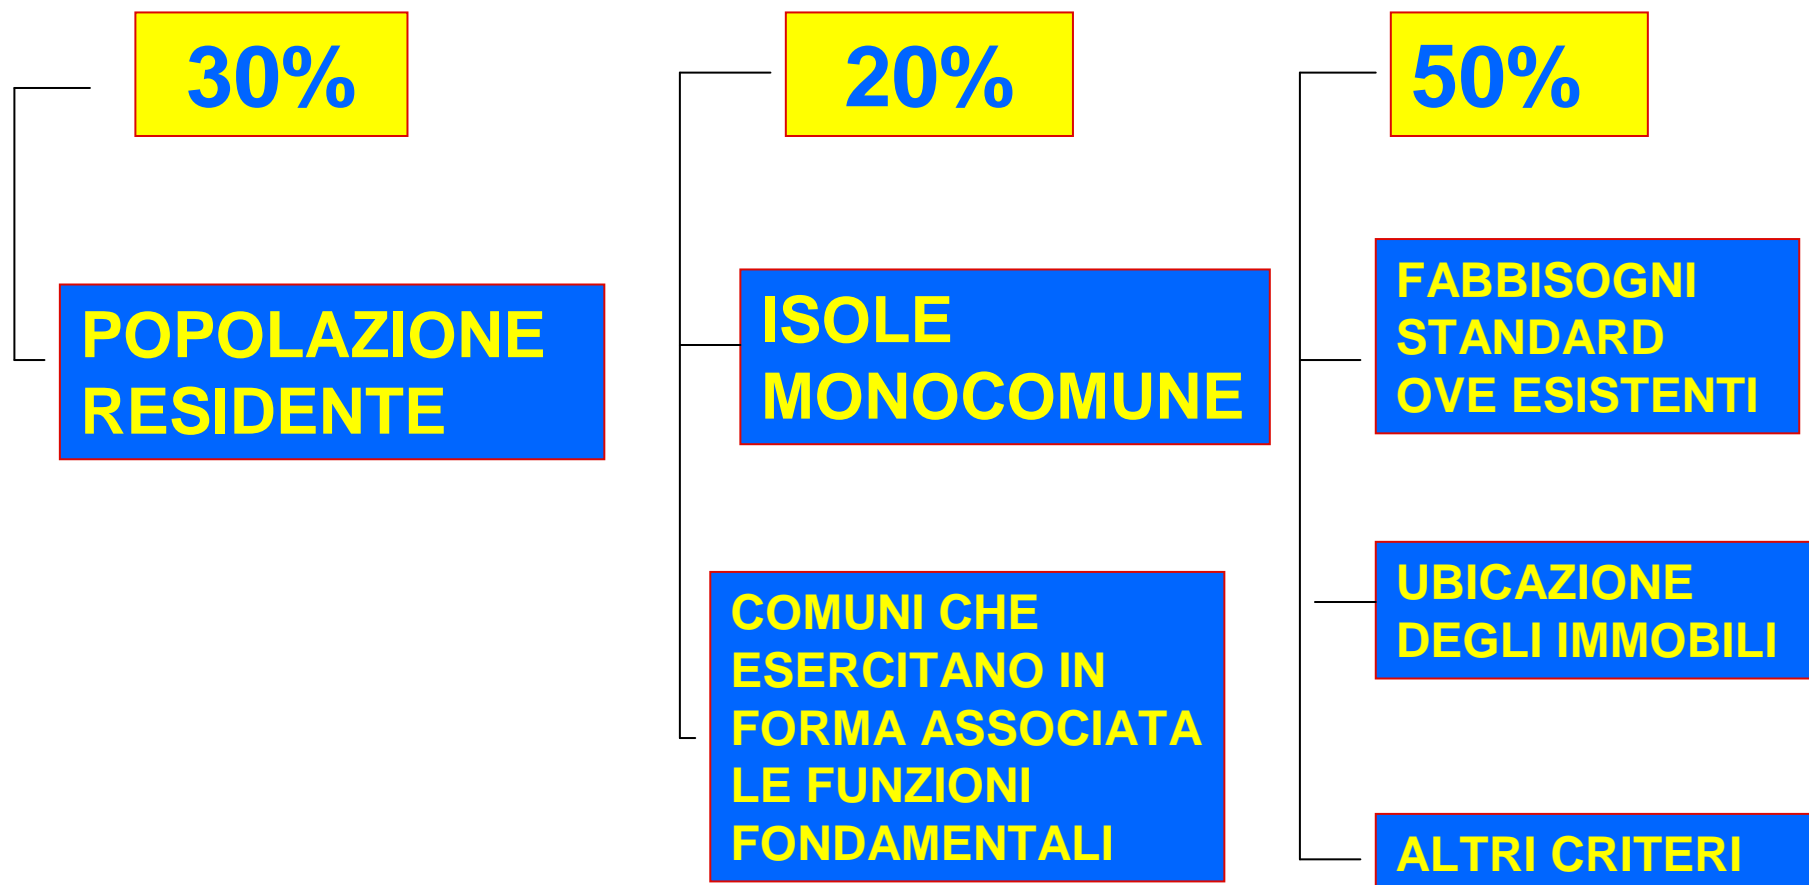 30%
POPOLAZIONE
RESIDENTE
20%
ISOLE
MONOCOMUNE
COMUNI CHE
ESERCITANO IN
FORMA ASSOCIATA
LE FUNZIONI
FONDAMENTALI
50%
FABBISOGNI
STANDARD
OVE ESISTENTI
UBICAZIONE
DEGLI IMMOBILI
ALTRI CRITERI